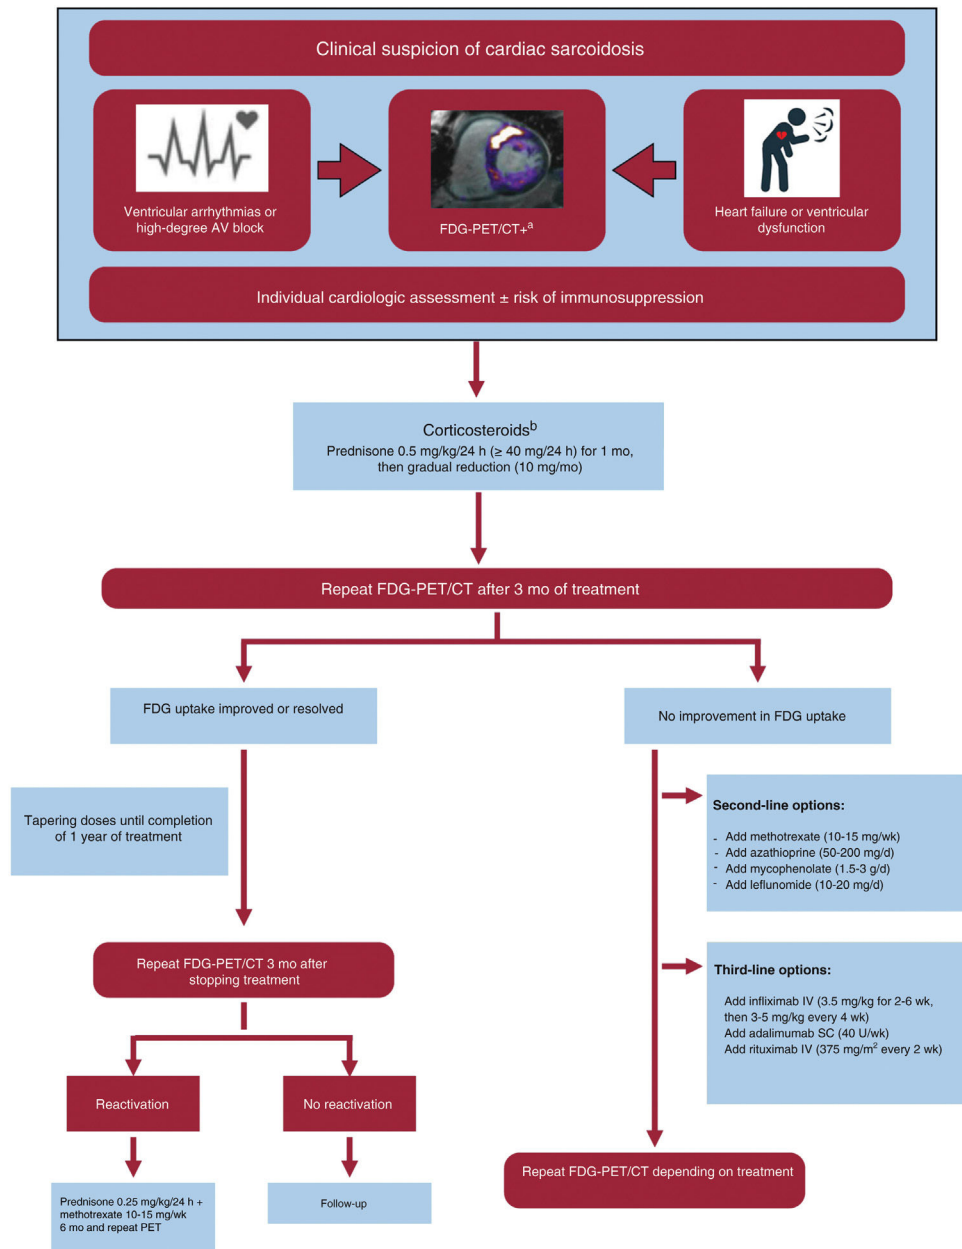 Clinical suspicion of cardiac sarcoidosis
Ventricular arrhythmias or
high-degree AV block
FDG-PET/CT+ᵃ
Heart failure or ventricular
dysfunction
Individual cardiologic assessment ± risk of immunosuppression
Corticosteroidsᵇ
Prednisone 0.5 mg/kg/24 h (≥ 40 mg/24 h) for 1 mo,
then gradual reduction (10 mg/mo)
Repeat FDG-PET/CT after 3 mo of treatment
FDG uptake improved or resolved
No improvement in FDG uptake
Tapering doses until completion
of 1 year of treatment
Second-line options:
- Add methotrexate (10-15 mg/wk)
- Add azathioprine (50-200 mg/d)
- Add mycophenolate (1.5-3 g/d)
- Add leflunomide (10-20 mg/d)
Repeat FDG-PET/CT 3 mo after
stopping treatment
Third-line options:
Add infliximab IV (3.5 mg/kg for 2-6 wk,
then 3-5 mg/kg every 4 wk)
Add adalimumab SC (40 U/wk)
Add rituximab IV (375 mg/m² every 2 wk)
Reactivation
No reactivation
Repeat FDG-PET/CT depending on treatment
Prednisone 0.25 mg/kg/24 h +
methotrexate 10-15 mg/wk
6 mo and repeat PET
Follow-up